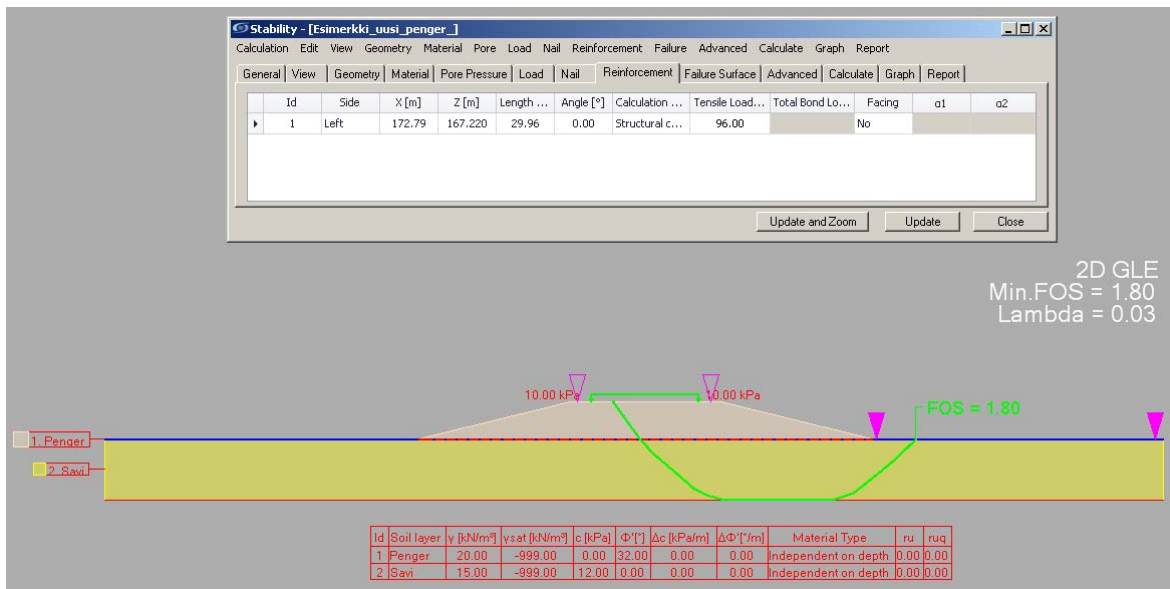 Stability - [Esimerkki_uusi_penger_]
Calculation Edit View Geometry Material Pore Load Nail Reinforcement Failure Advanced Calculate Graph Report
General View Geometry Material Pore Pressure Load Nail Reinforcement Failure Surface Advanced Calculate Graph Report
Id Side X [m] Z [m] Length ... Angle [°] Calculation ... Tensile Load... Total Bond Lo... Facing α1 α2
1 Left 172.79 167.220 29.96 0.00 Structural c... 96.00 No
Update and Zoom Update Close
2D GLE
Min.FOS = 1.80
Lambda = 0.03
10.00 kPa 10.00 kPa
FOS = 1.80
1. Penger
2. Savi
Id Soil layer γ [kN/m³] γsat [kN/m³] c [kPa] Φ'[°] Δc [kPa/m] ΔΦ'[°/m] Material Type ru ruq
1 Penger 20.00 -999.00 0.00 32.00 0.00 0.00 Independent on depth 0.00 0.00
2 Savi 15.00 -999.00 12.00 0.00 0.00 0.00 Independent on depth 0.00 0.00